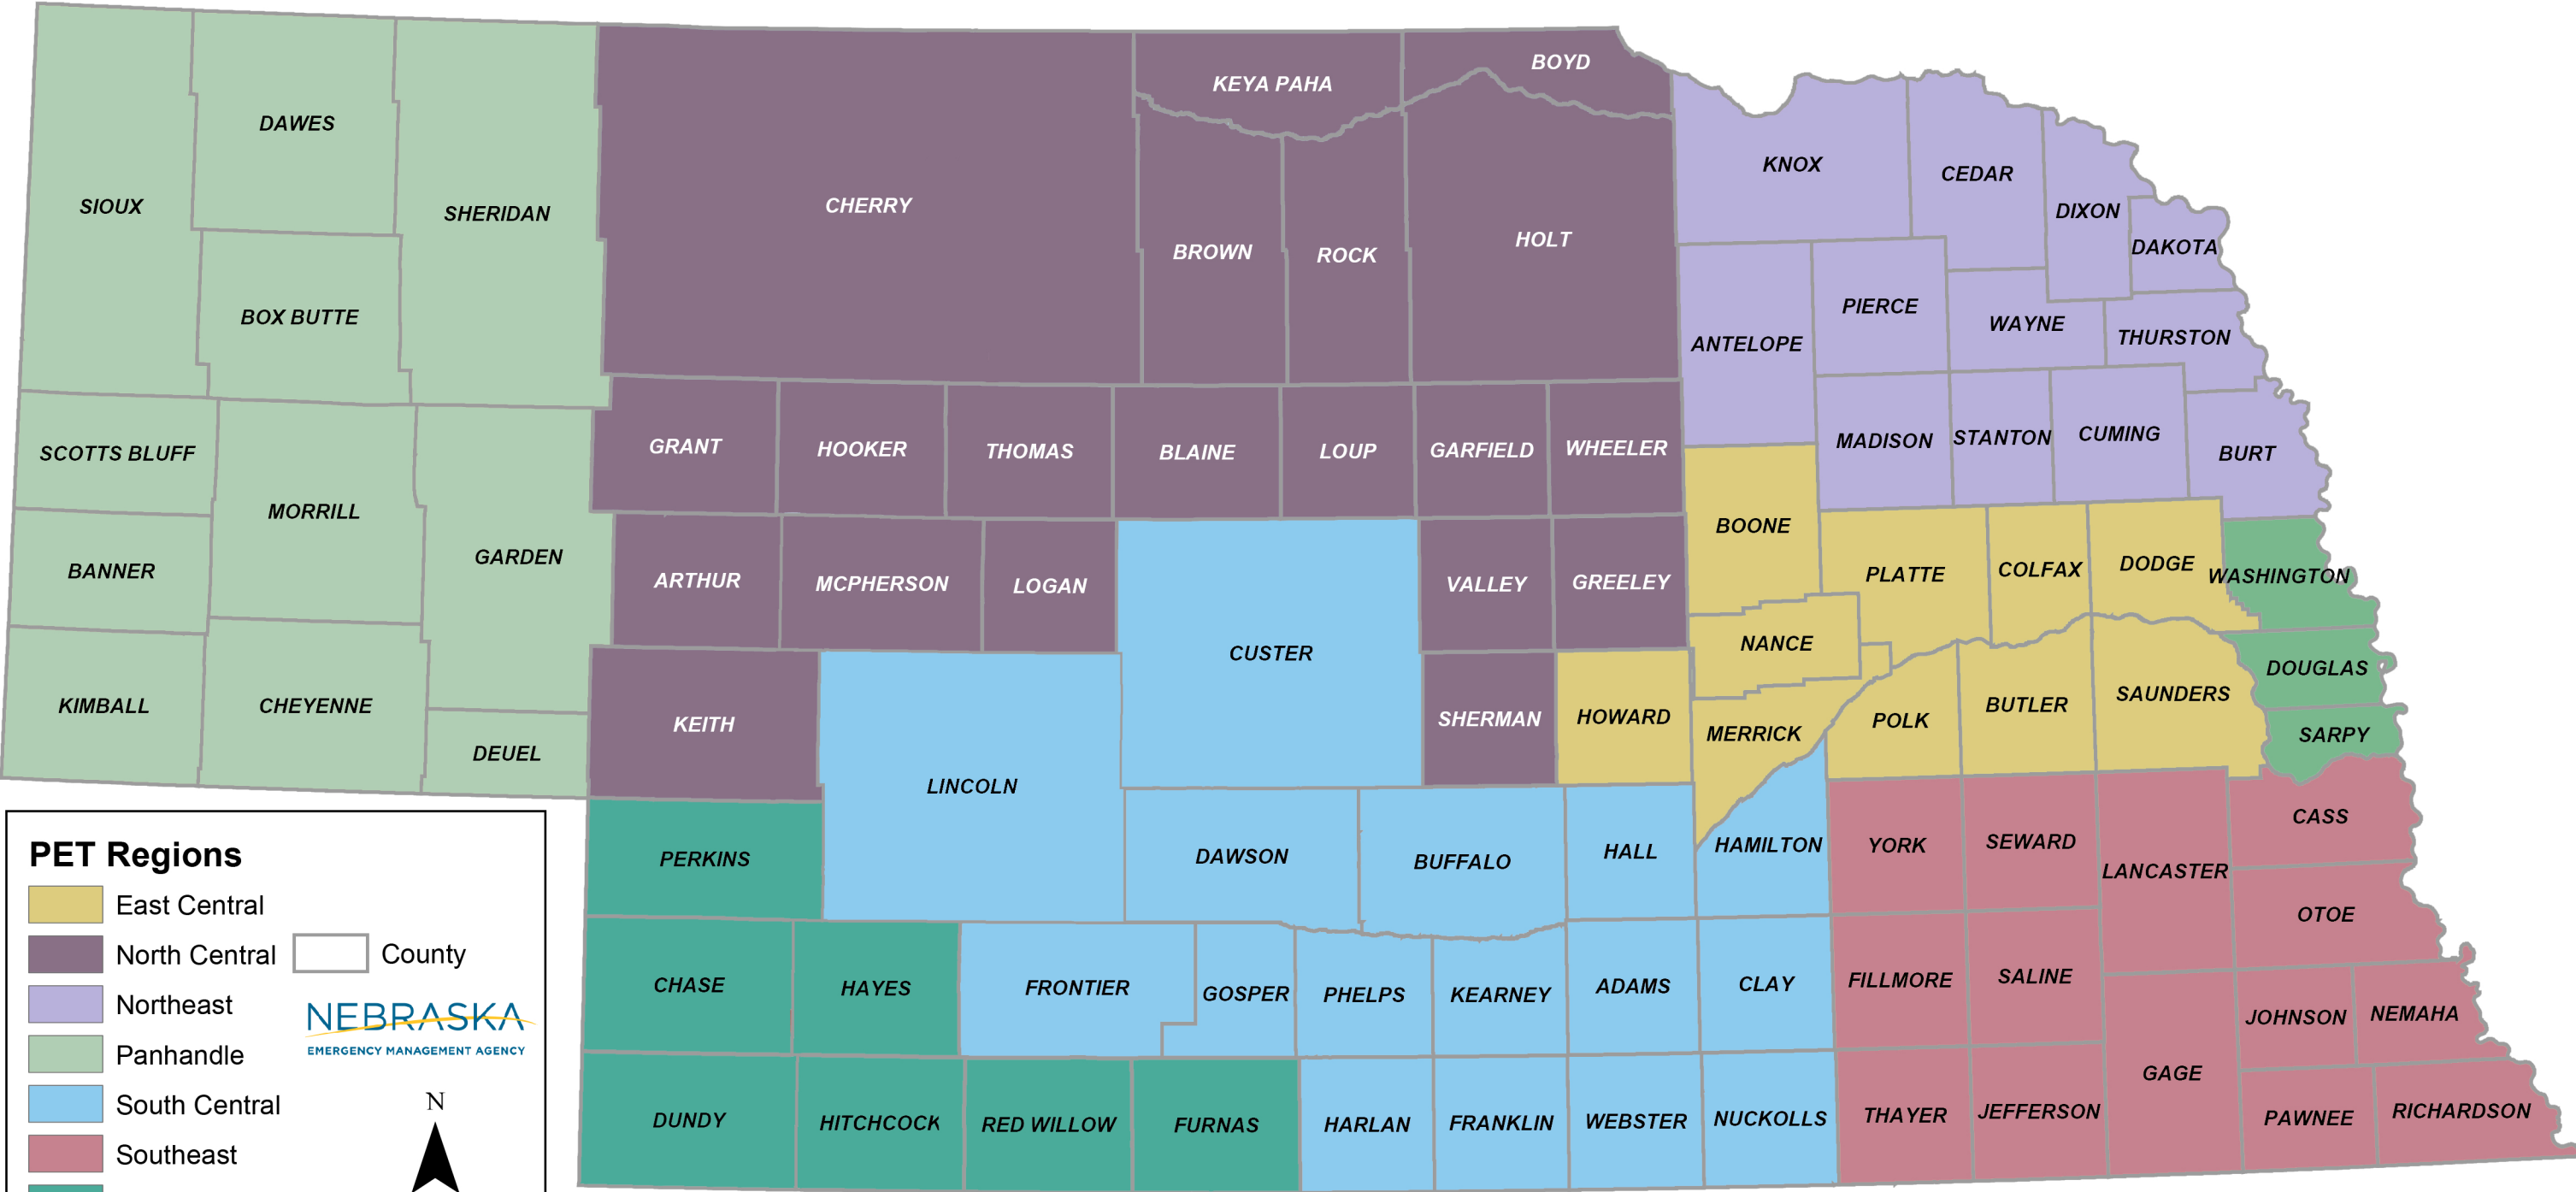 BOYD
KEYA PAHA
DAWES
KNOX
CEDAR
SIOUX
SHERIDAN
CHERRY
DIXON
HOLT
DAKOTA
BROWN
ROCK
BOX BUTTE
PIERCE
WAYNE
THURSTON
ANTELOPE
SCOTTS BLUFF
GRANT
HOOKER
THOMAS
BLAINE
LOUP
GARFIELD
WHEELER
MADISON
STANTON
CUMING
BURT
MORRILL
BOONE
BANNER
GARDEN
ARTHUR
MCPHERSON
LOGAN
VALLEY
GREELEY
PLATTE
COLFAX
DODGE
WASHINGTON
CUSTER
NANCE
DOUGLAS
KIMBALL
CHEYENNE
KEITH
SHERMAN
HOWARD
MERRICK
POLK
BUTLER
SAUNDERS
SARPY
DEUEL
LINCOLN
CASS
PERKINS
DAWSON
BUFFALO
HALL
HAMILTON
YORK
SEWARD
LANCASTER
OTOE
CHASE
HAYES
FRONTIER
GOSPER
PHELPS
KEARNEY
ADAMS
CLAY
FILLMORE
SALINE
JOHNSON
NEMAHA
GAGE
DUNDY
HITCHCOCK
RED WILLOW
FURNAS
HARLAN
FRANKLIN
WEBSTER
NUCKOLLS
THAYER
JEFFERSON
PAWNEE
RICHARDSON
PET Regions
East Central
North Central
County
Northeast
NEBRASKA
EMERGENCY MANAGEMENT AGENCY
Panhandle
South Central
N
Southeast